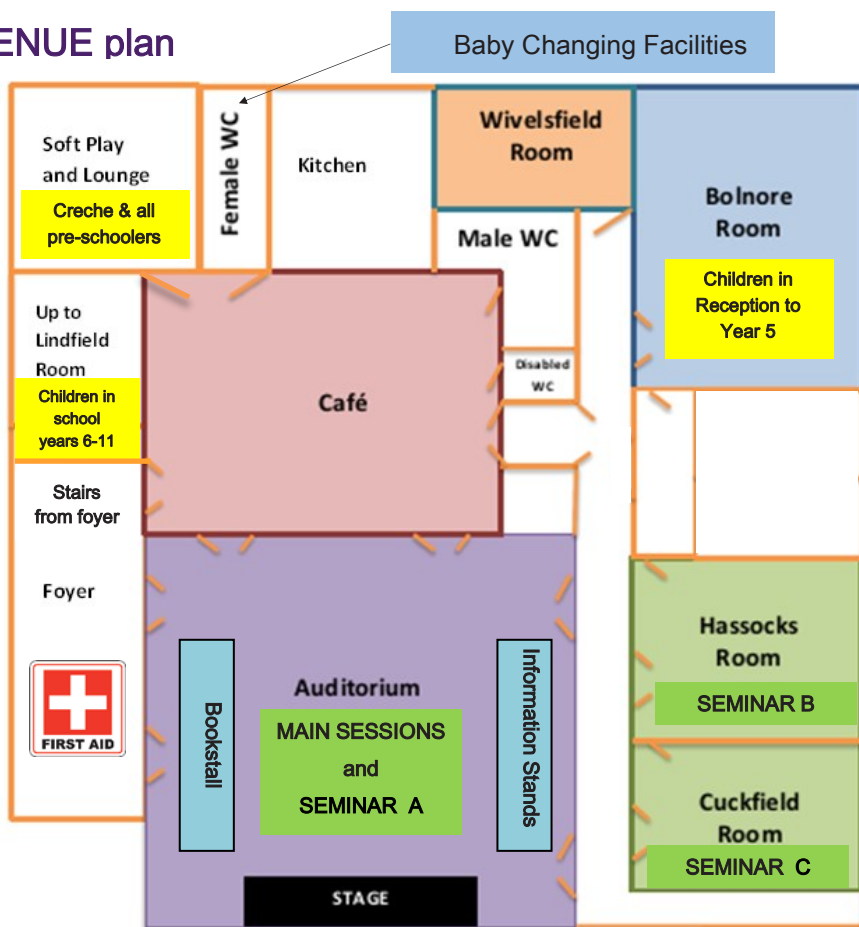 ENUE plan
Baby Changing Facilities
Soft Play
and Lounge
Creche & all
pre-schoolers
Female WC
Kitchen
Wivelsfield
Room
Male WC
Bolnore
Room
Children in
Reception to
Year 5
Up to
Lindfield
Room
Children in
school
years 6-11
Café
Disabled
WC
Stairs
from foyer
Foyer
FIRST AID
Bookstall
Auditorium
MAIN SESSIONS
and
SEMINAR A
Information Stands
STAGE
Hassocks
Room
SEMINAR B
Cuckfield
Room
SEMINAR C